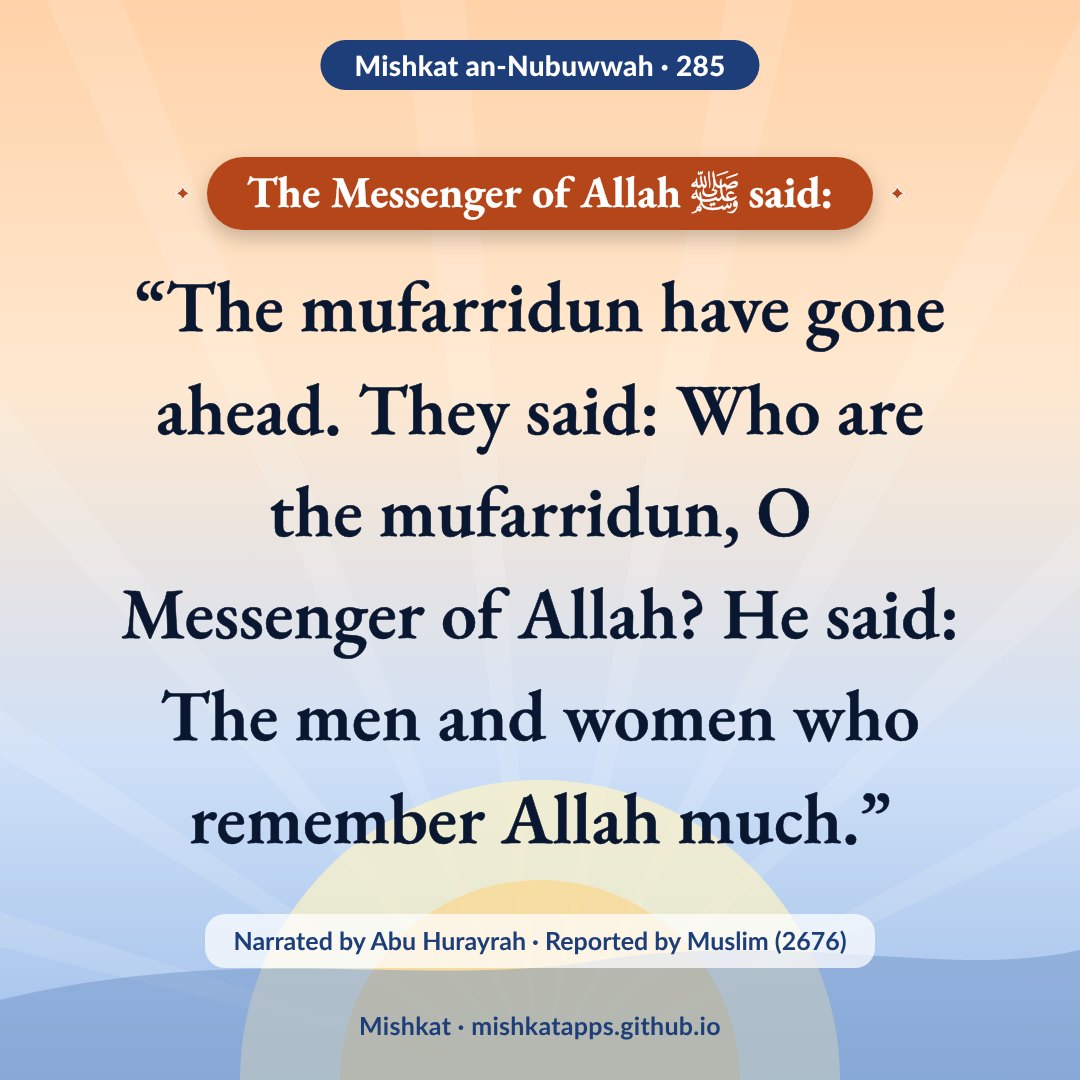 Mishkat an-Nubuwwah · 285
The Messenger of Allah ﷺ said:
“The mufarridun have gone
ahead. They said: Who are
the mufarridun, O
Messenger of Allah? He said:
The men and women who
remember Allah much.”
Narrated by Abu Hurayrah · Reported by Muslim (2676)
Mishkat · mishkatapps.github.io